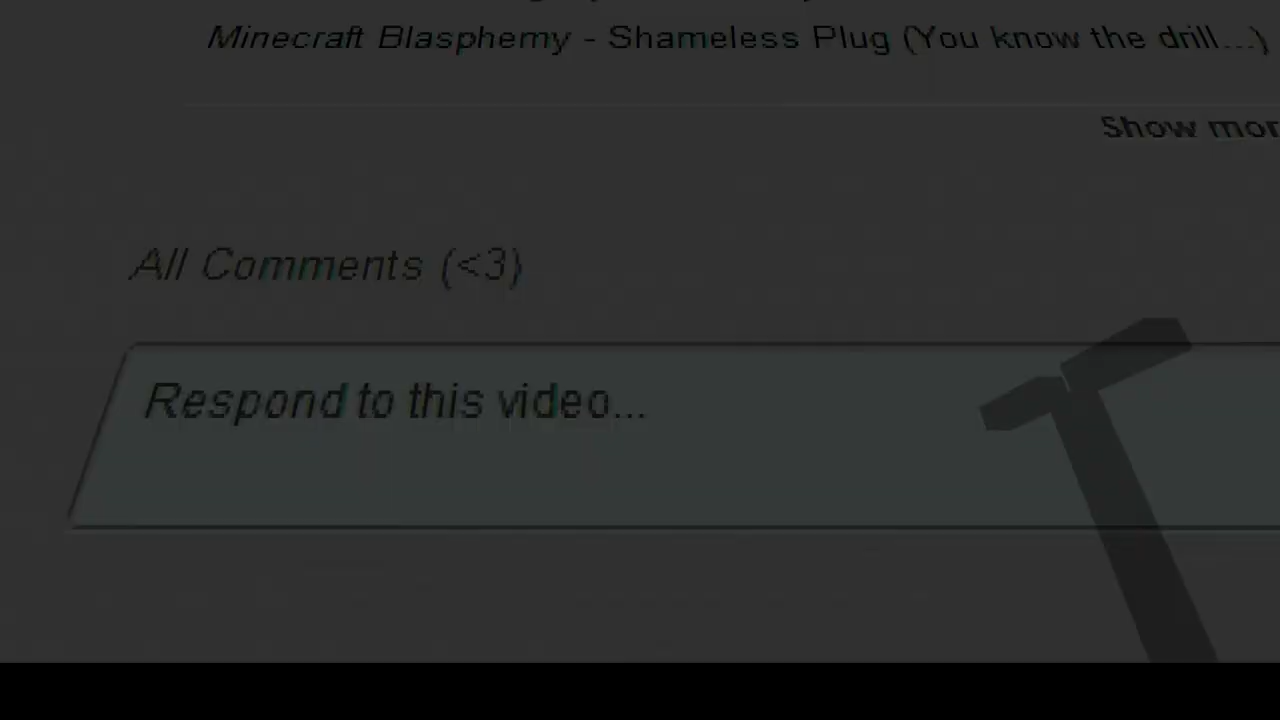 Minecraft Blasphemy - Shameless Plug (You know the drill...)
Show mor
All Comments (<3)
Respond to this video...